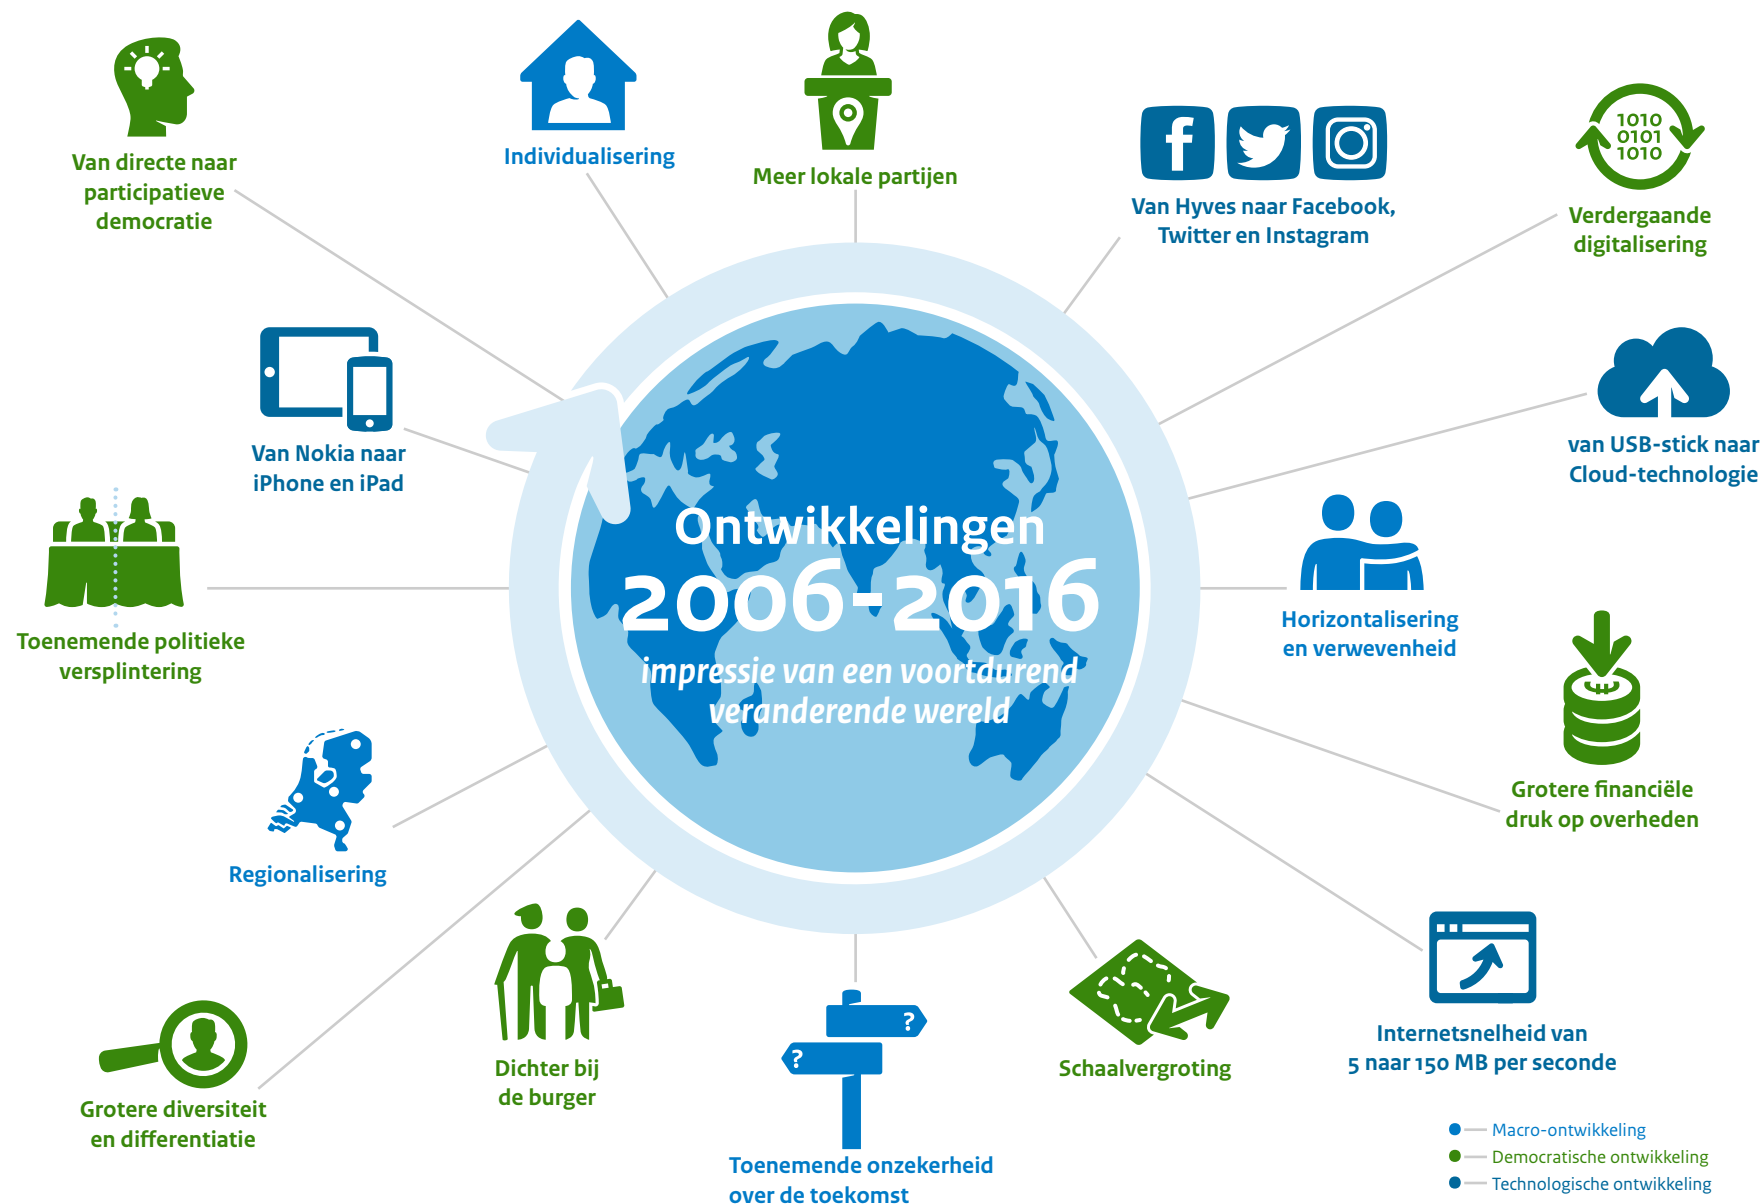 Van directe naar
participatieve
democratie
Individualisering
Meer lokale partijen
f
Van Hyves naar Facebook,
Twitter en Instagram
1010
0101
1010
Verdergaande
digitalisering
Van Nokia naar
iPhone en iPad
van USB-stick naar
Cloud-technologie
Ontwikkelingen
2006-2016
impressie van een voortdurend
veranderende wereld
Toenemende politieke
versplintering
Horizontalisering
en verwevenheid
€
Grotere financiële
druk op overheden
Regionalisering
Dichter bij
de burger
?
?
Toenemende onzekerheid
over de toekomst
Schaalvergroting
Internetsnelheid van
5 naar 150 MB per seconde
Grotere diversiteit
en differentiatie
Macro-ontwikkeling
Democratische ontwikkeling
Technologische ontwikkeling